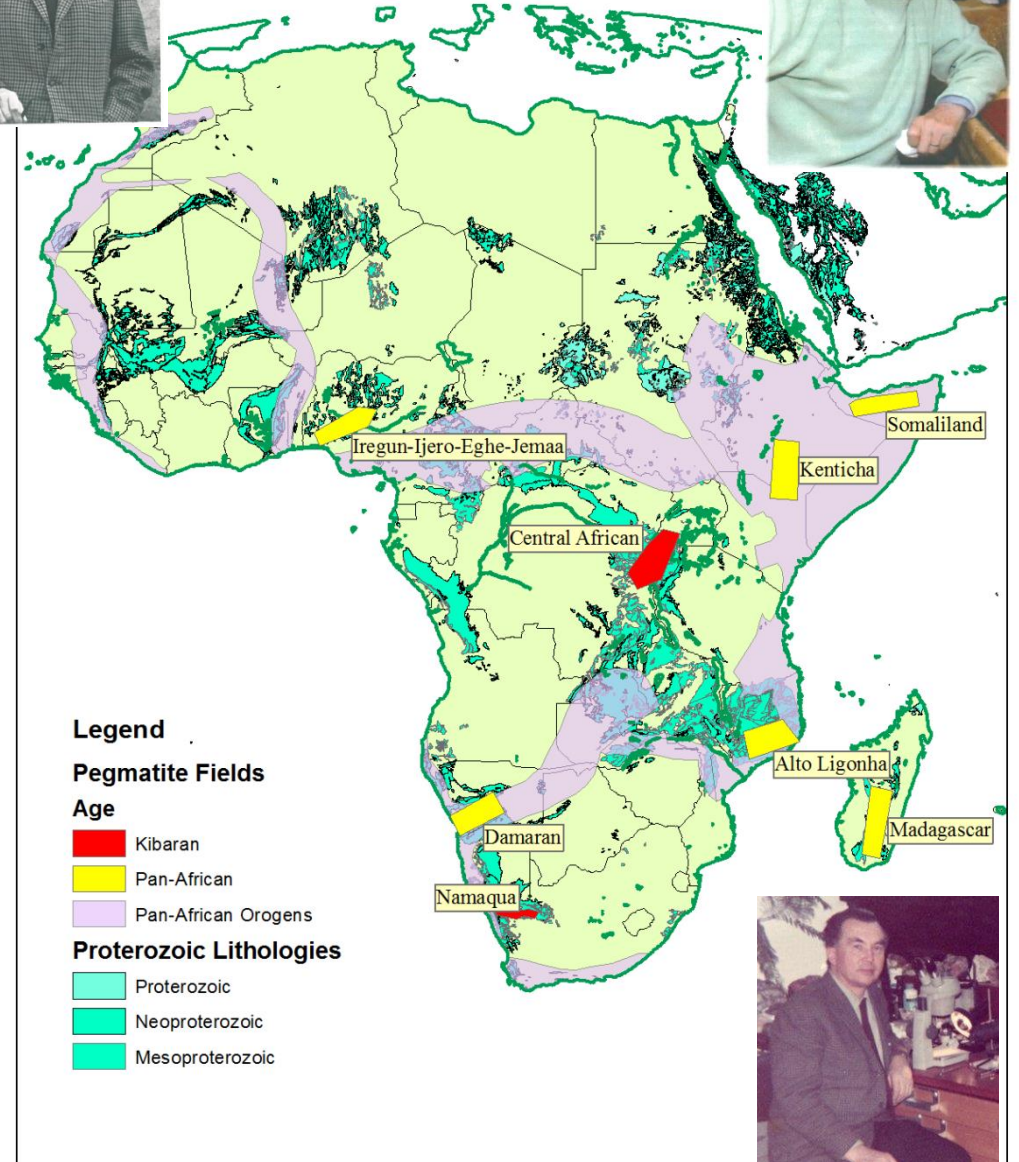 Somaliland
Iregun-Ijero-Eghe-Jemaa
Kenticha
Central African
Alto Ligonha
Madagascar
Damaran
Namaqua
Legend
Pegmatite Fields
Age
Kibaran
Pan-African
Pan-African Orogens
Proterozoic Lithologies
Proterozoic
Neoproterozoic
Mesoproterozoic